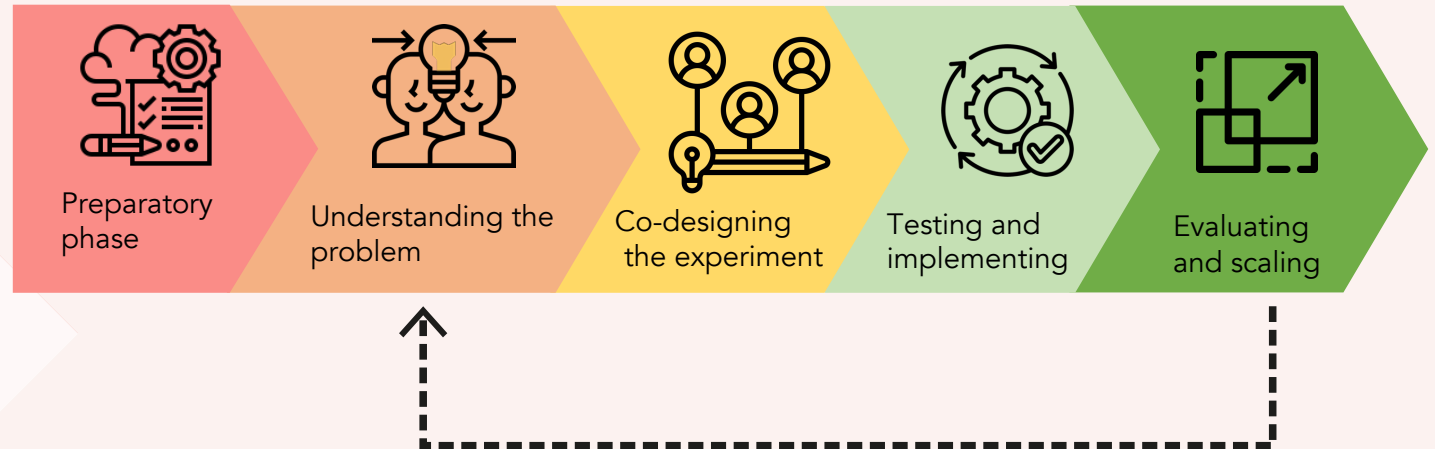 Preparatory
phase
Understanding the
problem
Co-designing
the experiment
Testing and
implementing
Evaluating
and scaling